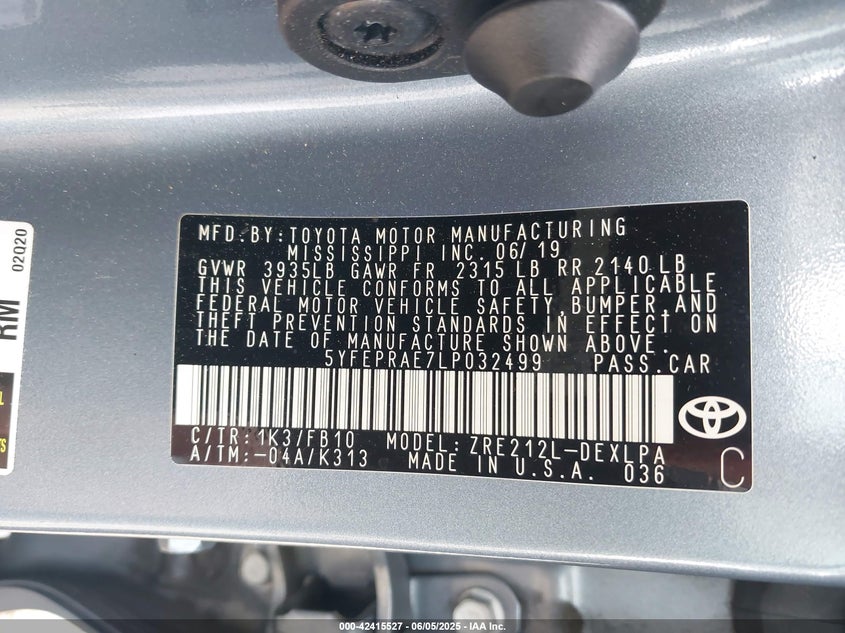 02Q20
RM
MFD.BY:TOYOTA MOTOR MANUFACTURING
MISSISSIPPI INC. 06/19
GVWR 3935LB GAWR FR 2315 LB RR 2140 LB
THIS VEHICLE CONFORMS TO ALL APPLICABLE
FEDERAL MOTOR VEHICLE SAFETY,BUMPER,AND
THEFT PREVENTION STANDARDS IN EFFECT ON
THE DATE OF MANUFACTURE SHOWN ABOVE.
5YFEPRAE7LP032499 PASS.CAR
C/TR:1K3/FB10 MODEL:ZRE212L-DEXLPA
A/TM:-04A/K313 MADE IN U.S.A. 036
C
000-42415527 - 06/05/2025 - IAA Inc.